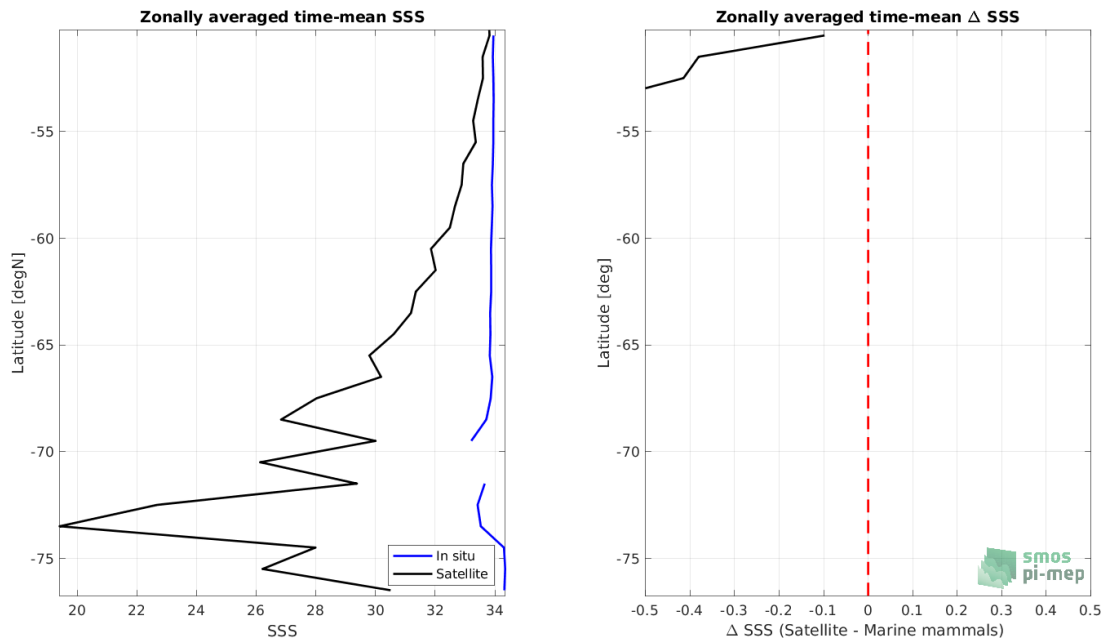 Zonally averaged time-mean SSS
-55
-60
-65
-70
-75
Latitude [degN]
20
22
24
26
28
30
32
34
SSS
In situ
Satellite
Zonally averaged time-mean Δ SSS
-55
-60
-65
-70
-75
Latitude [deg]
-0.5
-0.4
-0.3
-0.2
-0.1
0
0.1
0.2
0.3
0.4
0.5
Δ SSS (Satellite - Marine mammals)
smos
pi-mep